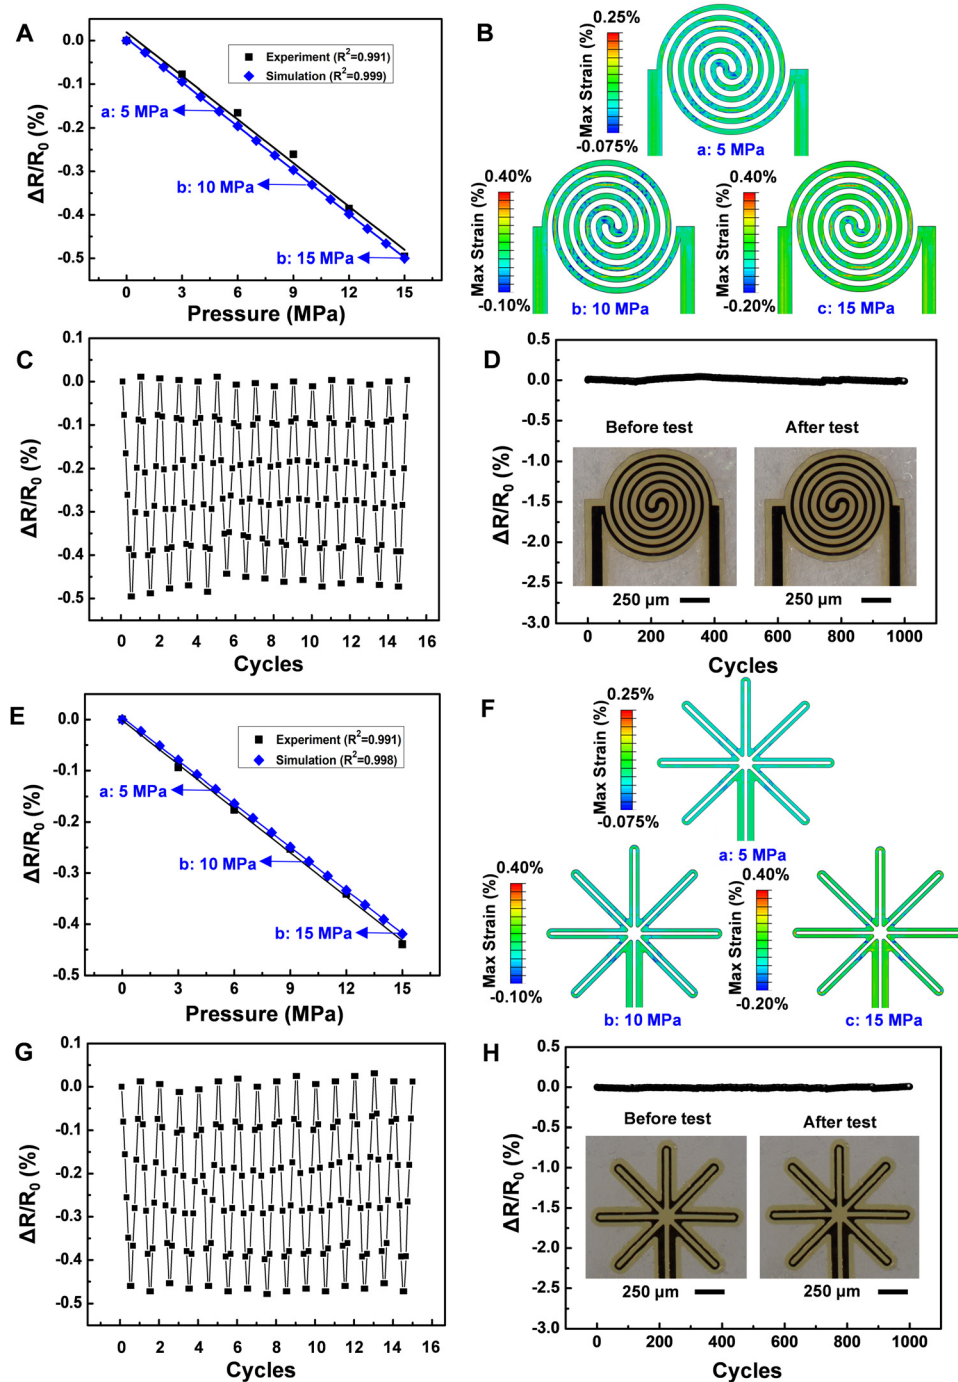 A
ΔR/R0 (%)
0.0
-0.1
-0.2
-0.3
-0.4
-0.5
Experiment (R2=0.991)
Simulation (R2=0.999)
a: 5 MPa
b: 10 MPa
b: 15 MPa
0 3 6 9 12 15
Pressure (MPa)
B
Max Strain (%)
0.25%
-0.075%
a: 5 MPa
Max Strain (%)
0.40%
-0.10%
b: 10 MPa
Max Strain (%)
0.40%
-0.20%
c: 15 MPa
C
ΔR/R0 (%)
0.1
0.0
-0.1
-0.2
-0.3
-0.4
-0.5
0 2 4 6 8 10 12 14 16
Cycles
D
ΔR/R0 (%)
0.5
0.0
-0.5
-1.0
-1.5
-2.0
-2.5
-3.0
Before test
After test
250 μm
250 μm
0 200 400 600 800 1000
Cycles
E
ΔR/R0 (%)
0.0
-0.1
-0.2
-0.3
-0.4
-0.5
Experiment (R2=0.991)
Simulation (R2=0.998)
a: 5 MPa
b: 10 MPa
b: 15 MPa
0 3 6 9 12 15
Pressure (MPa)
F
Max Strain (%)
0.25%
-0.075%
a: 5 MPa
Max Strain (%)
0.40%
-0.10%
b: 10 MPa
Max Strain (%)
0.40%
-0.20%
c: 15 MPa
G
ΔR/R0 (%)
0.1
0.0
-0.1
-0.2
-0.3
-0.4
-0.5
0 2 4 6 8 10 12 14 16
Cycles
H
ΔR/R0 (%)
0.5
0.0
-0.5
-1.0
-1.5
-2.0
-2.5
-3.0
Before test
After test
250 μm
250 μm
0 200 400 600 800 1000
Cycles